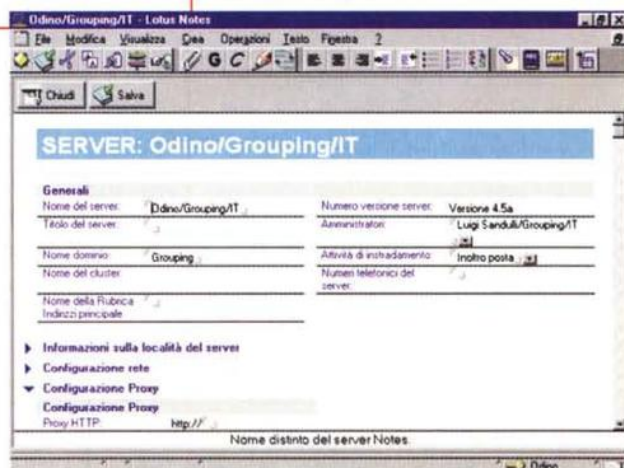 Odino/Grouping/IT - Lotus Notes
File Modifica Visualizza Crea Operazioni Testo Finestra ?
G C
Chiudi Salva
SERVER: Odino/Grouping/IT
Generali
Nome del server: Odino/Grouping/IT Numero versione server: Versione 4.5a
Titolo del server: Amministratori: Luigi Sandulli/Grouping/IT
Nome dominio: Grouping Attività di instradamento: Inoltro posta
Nome del cluster: Numeri telefonici del server:
Nome della Rubrica Indirizzi principale
Informazioni sulla località del server
Configurazione rete
Configurazione Proxy
Configurazione Proxy
Proxy HTTP: http://
Nome distinto del server Notes.
Odino